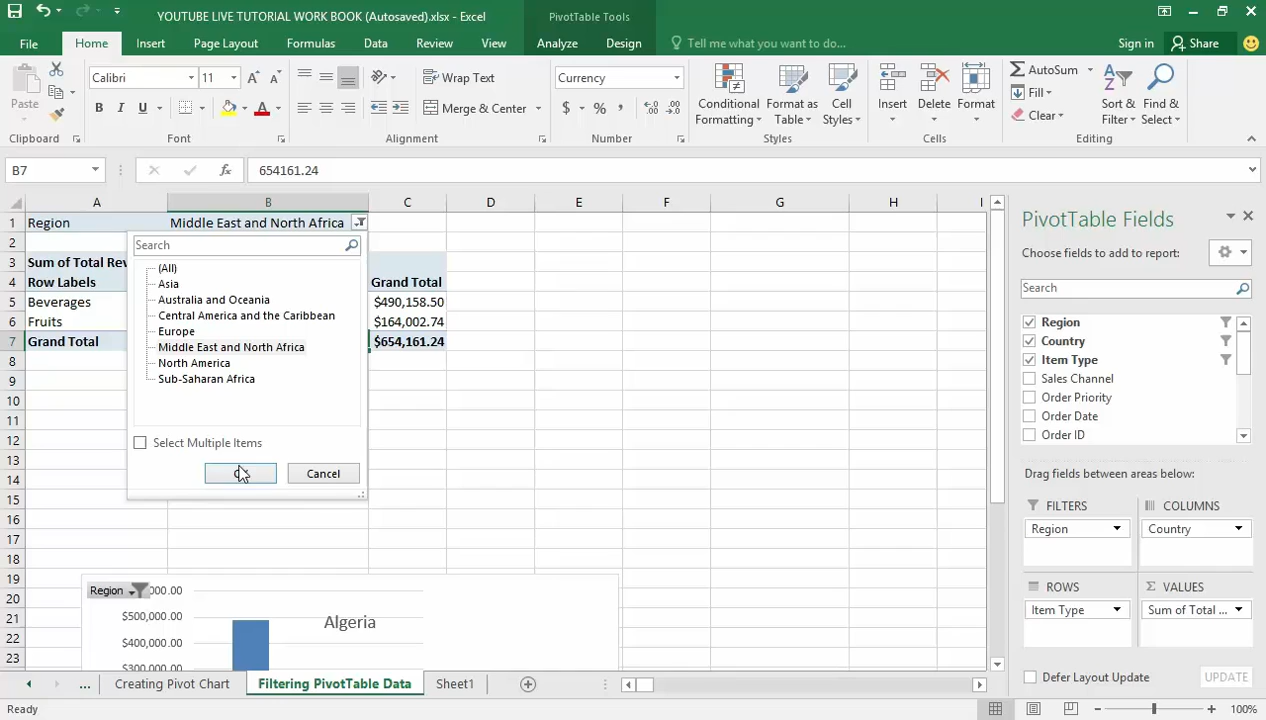 YOUTUBE LIVE TUTORIAL WORK BOOK (Autosaved).xlsx - Excel
PivotTable Tools
File
Home
Insert
Page Layout
Formulas
Data
Review
View
Analyze
Design
Tell me what you want to do...
Sign in
Share
Paste
Calibri
11
Wrap Text
Merge & Center
Currency
$ % ,
Conditional Formatting
Format as Table
Cell Styles
Insert
Delete
Format
AutoSum
Fill
Clear
Sort & Filter
Find & Select
Clipboard
Font
Alignment
Number
Styles
Cells
Editing
B7
fx
654161.24
A B C D E F G H I
1 Region Middle East and North Africa
2
3 Sum of Total Rev
4 Row Labels Grand Total
5 Beverages $490,158.50
6 Fruits $164,002.74
7 Grand Total $654,161.24
8
9
10
11
12
13
14
15
16
17
18
19
20
21
22
23
Search
(All)
Asia
Australia and Oceania
Central America and the Caribbean
Europe
Middle East and North Africa
North America
Sub-Saharan Africa
Select Multiple Items
Cancel
Region
000.00
$500,000.00
$400,000.00
$300,000.00
Algeria
PivotTable Fields
Choose fields to add to report:
Search
Region
Country
Item Type
Sales Channel
Order Priority
Order Date
Order ID
Drag fields between areas below:
FILTERS
Region
COLUMNS
Country
ROWS
Item Type
VALUES
Sum of Total ...
Defer Layout Update
UPDATE
...
Creating Pivot Chart
Filtering PivotTable Data
Sheet1
Ready
100%